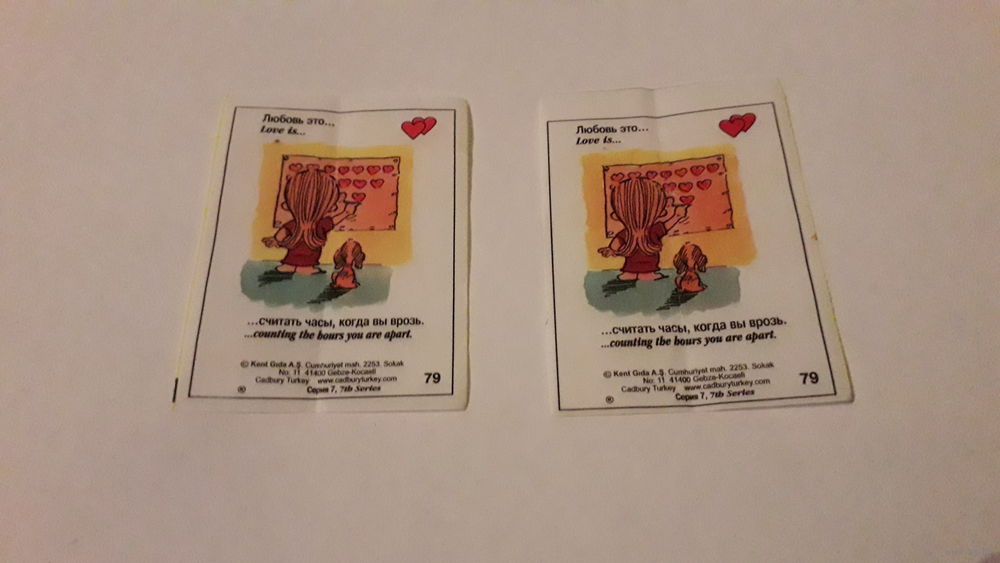 Любовь это...
Love is...
...считать часы, когда вы врозь.
...counting the hours you are apart.
© Kent Gıda A.Ş. Cumhuriyet mah. 2253. Sokak
No: 11 41400 Gebze-Kocaeli
Cadbury Turkey www.cadburyturkey.com
79
® Серия 7, 7th Series
Любовь это...
Love is...
...считать часы, когда вы врозь.
...counting the hours you are apart.
© Kent Gıda A.Ş. Cumhuriyet mah. 2253. Sokak
No: 11 41400 Gebze-Kocaeli
Cadbury Turkey www.cadburyturkey.com
79
® Серия 7, 7th Series